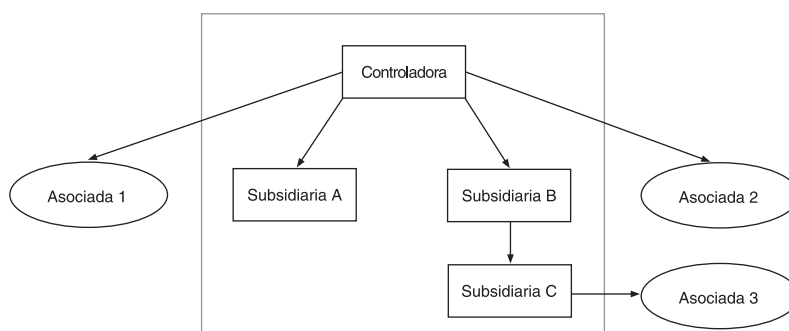 Controladora
Asociada 1
Subsidiaria A
Subsidiaria B
Asociada 2
Subsidiaria C
Asociada 3